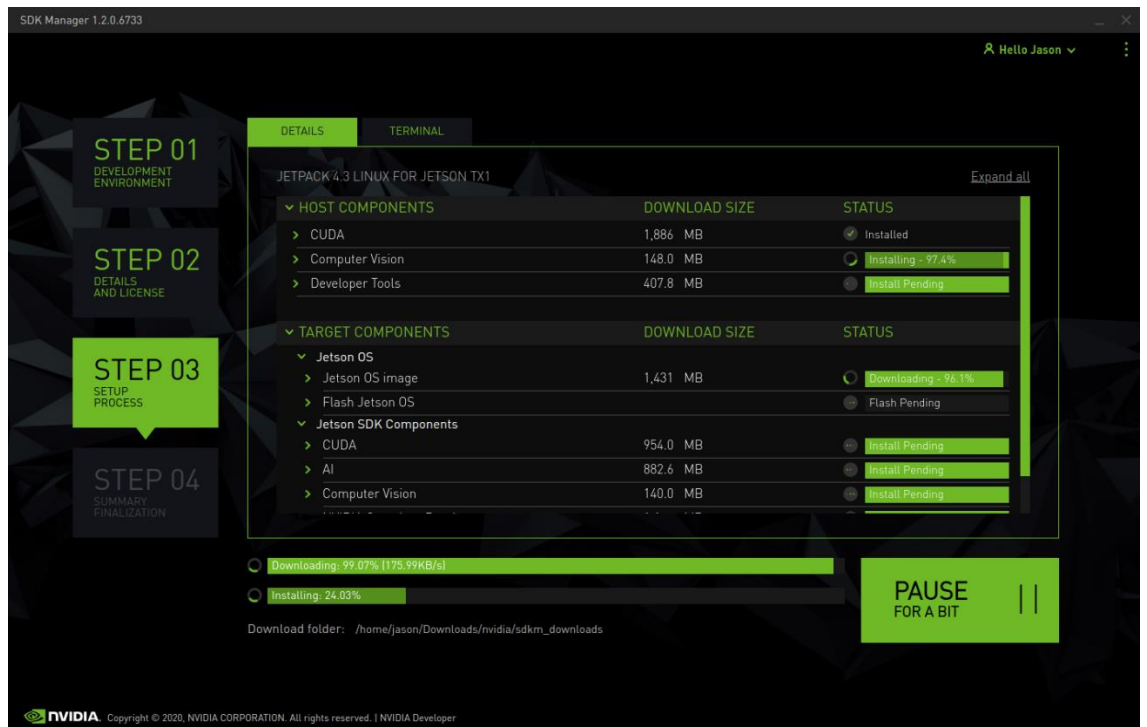 SDK Manager 1.2.0.6733
Hello Jason
STEP 01
DEVELOPMENT
ENVIRONMENT
STEP 02
DETAILS
AND LICENSE
STEP 03
SETUP
PROCESS
STEP 04
SUMMARY
FINALIZATION
DETAILS TERMINAL
JETPACK 4.3 LINUX FOR JETSON TX1 Expand all
HOST COMPONENTS DOWNLOAD SIZE STATUS
CUDA 1,886 MB Installed
Computer Vision 148.0 MB Installing - 97.4%
Developer Tools 407.8 MB Install Pending
TARGET COMPONENTS DOWNLOAD SIZE STATUS
Jetson OS
Jetson OS image 1,431 MB Downloading - 96.1%
Flash Jetson OS Flash Pending
Jetson SDK Components
CUDA 954.0 MB Install Pending
AI 882.6 MB Install Pending
Computer Vision 140.0 MB Install Pending
Downloading: 99.07% (175.99KB/s)
Installing: 24.03%
PAUSE
FOR A BIT
Download folder: /home/jason/Downloads/nvidia/sdkm_downloads
NVIDIA. Copyright © 2020, NVIDIA CORPORATION. All rights reserved. | NVIDIA Developer